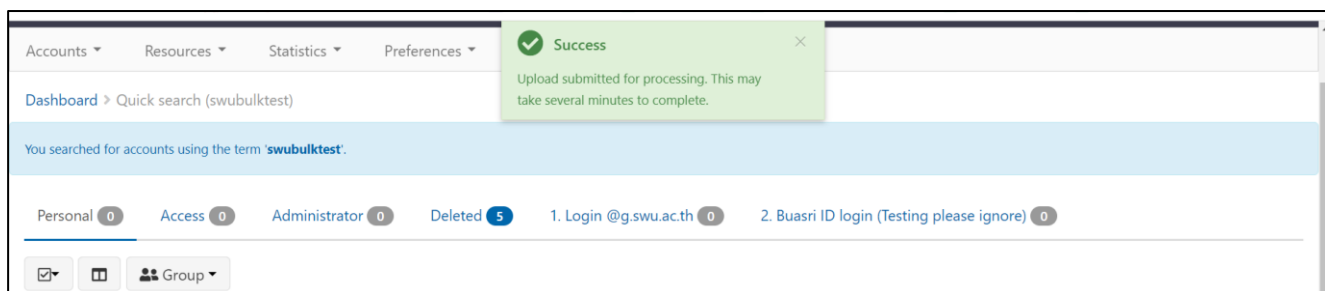 Accounts Resources Statistics Preferences
Success
Upload submitted for processing. This may
take several minutes to complete.
Dashboard > Quick search (swubulktest)
You searched for accounts using the term 'swubulktest'.
Personal 0 Access 0 Administrator 0 Deleted 5 1. Login @g.swu.ac.th 0 2. Buasri ID login (Testing please ignore) 0
Group